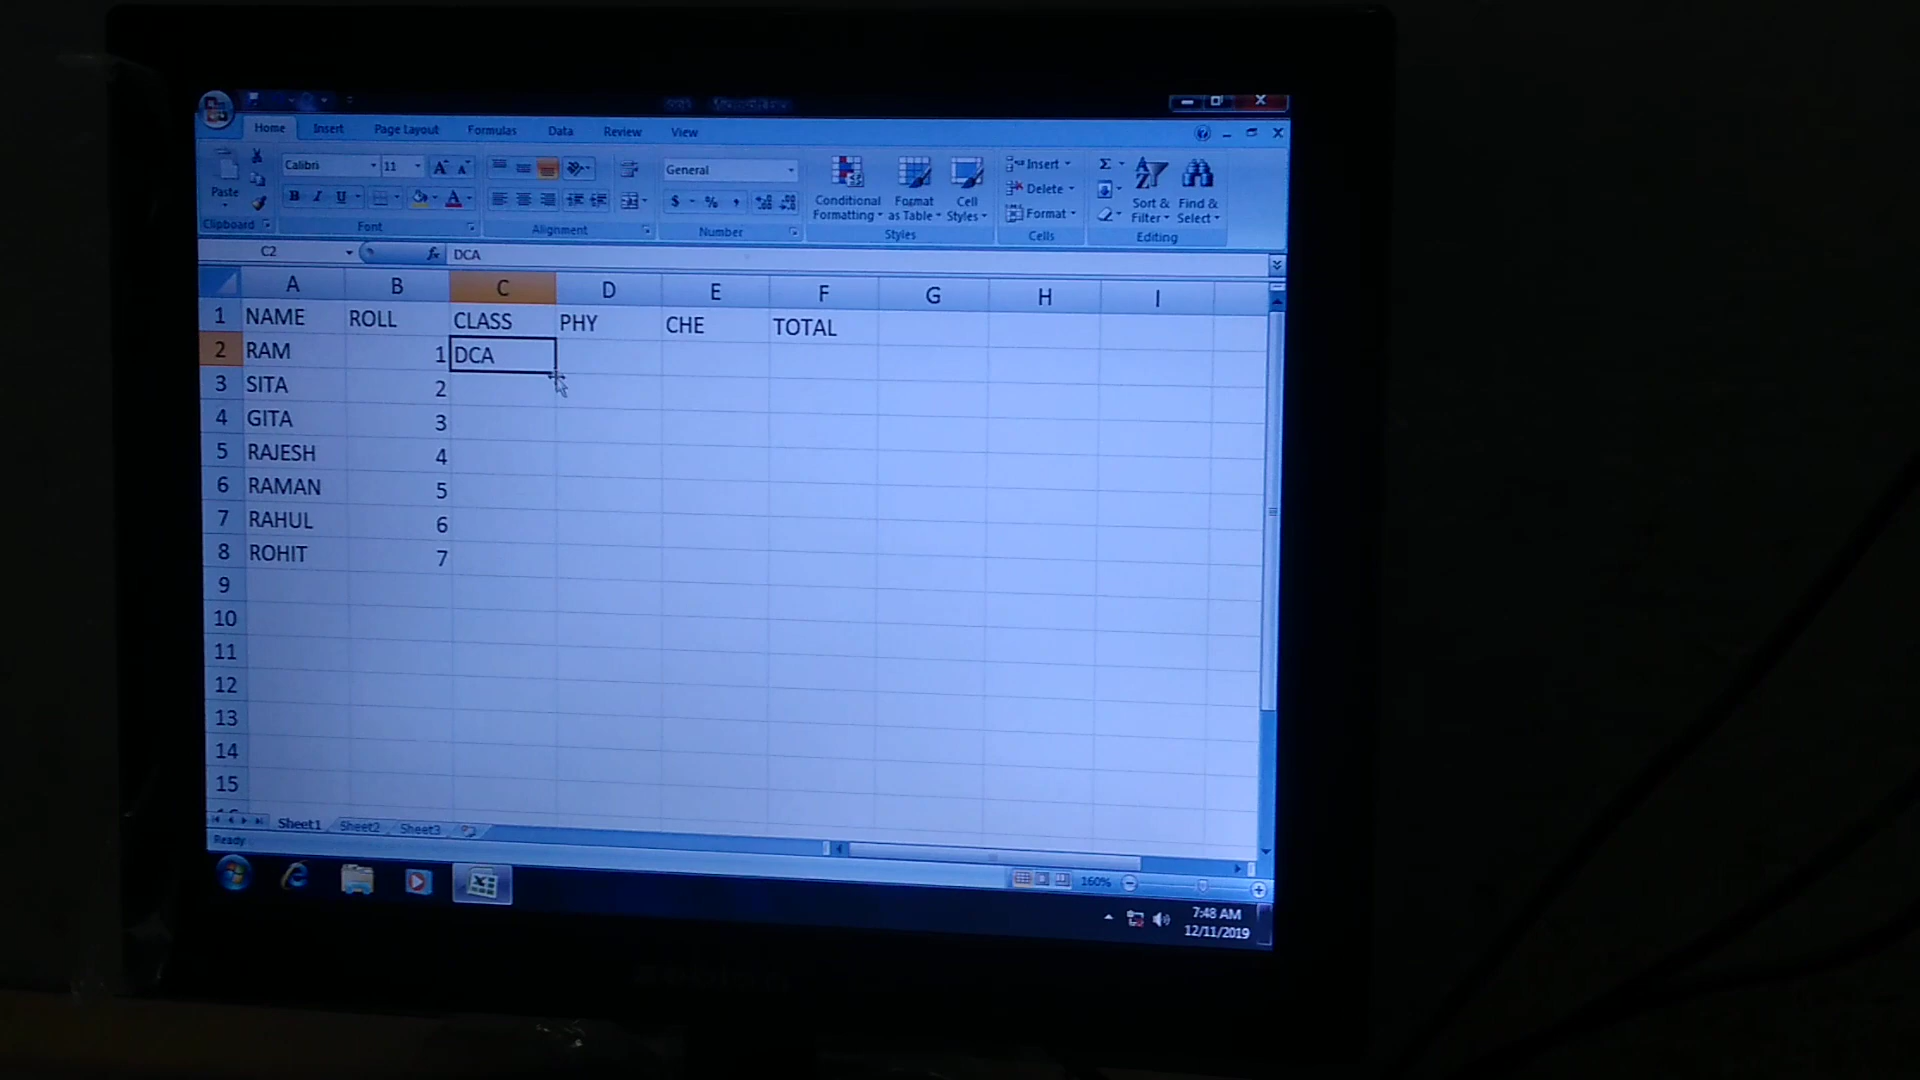 Home Insert Page Layout Formulas Data Review View
Paste
Clipboard
Calibri 11 A A
B I U A
Font
Alignment
General
$ % ,
Number
Conditional Formatting
Format as Table
Cell Styles
Styles
Insert
Delete
Format
Cells
Σ
Sort & Filter
Find & Select
Editing
C2 fx DCA
A B C D E F G H I
1 NAME ROLL CLASS PHY CHE TOTAL
2 RAM 1 DCA
3 SITA 2
4 GITA 3
5 RAJESH 4
6 RAMAN 5
7 RAHUL 6
8 ROHIT 7
9
10
11
12
13
14
15
Sheet1 Sheet2 Sheet3
Ready
160%
7:48 AM
12/11/2019